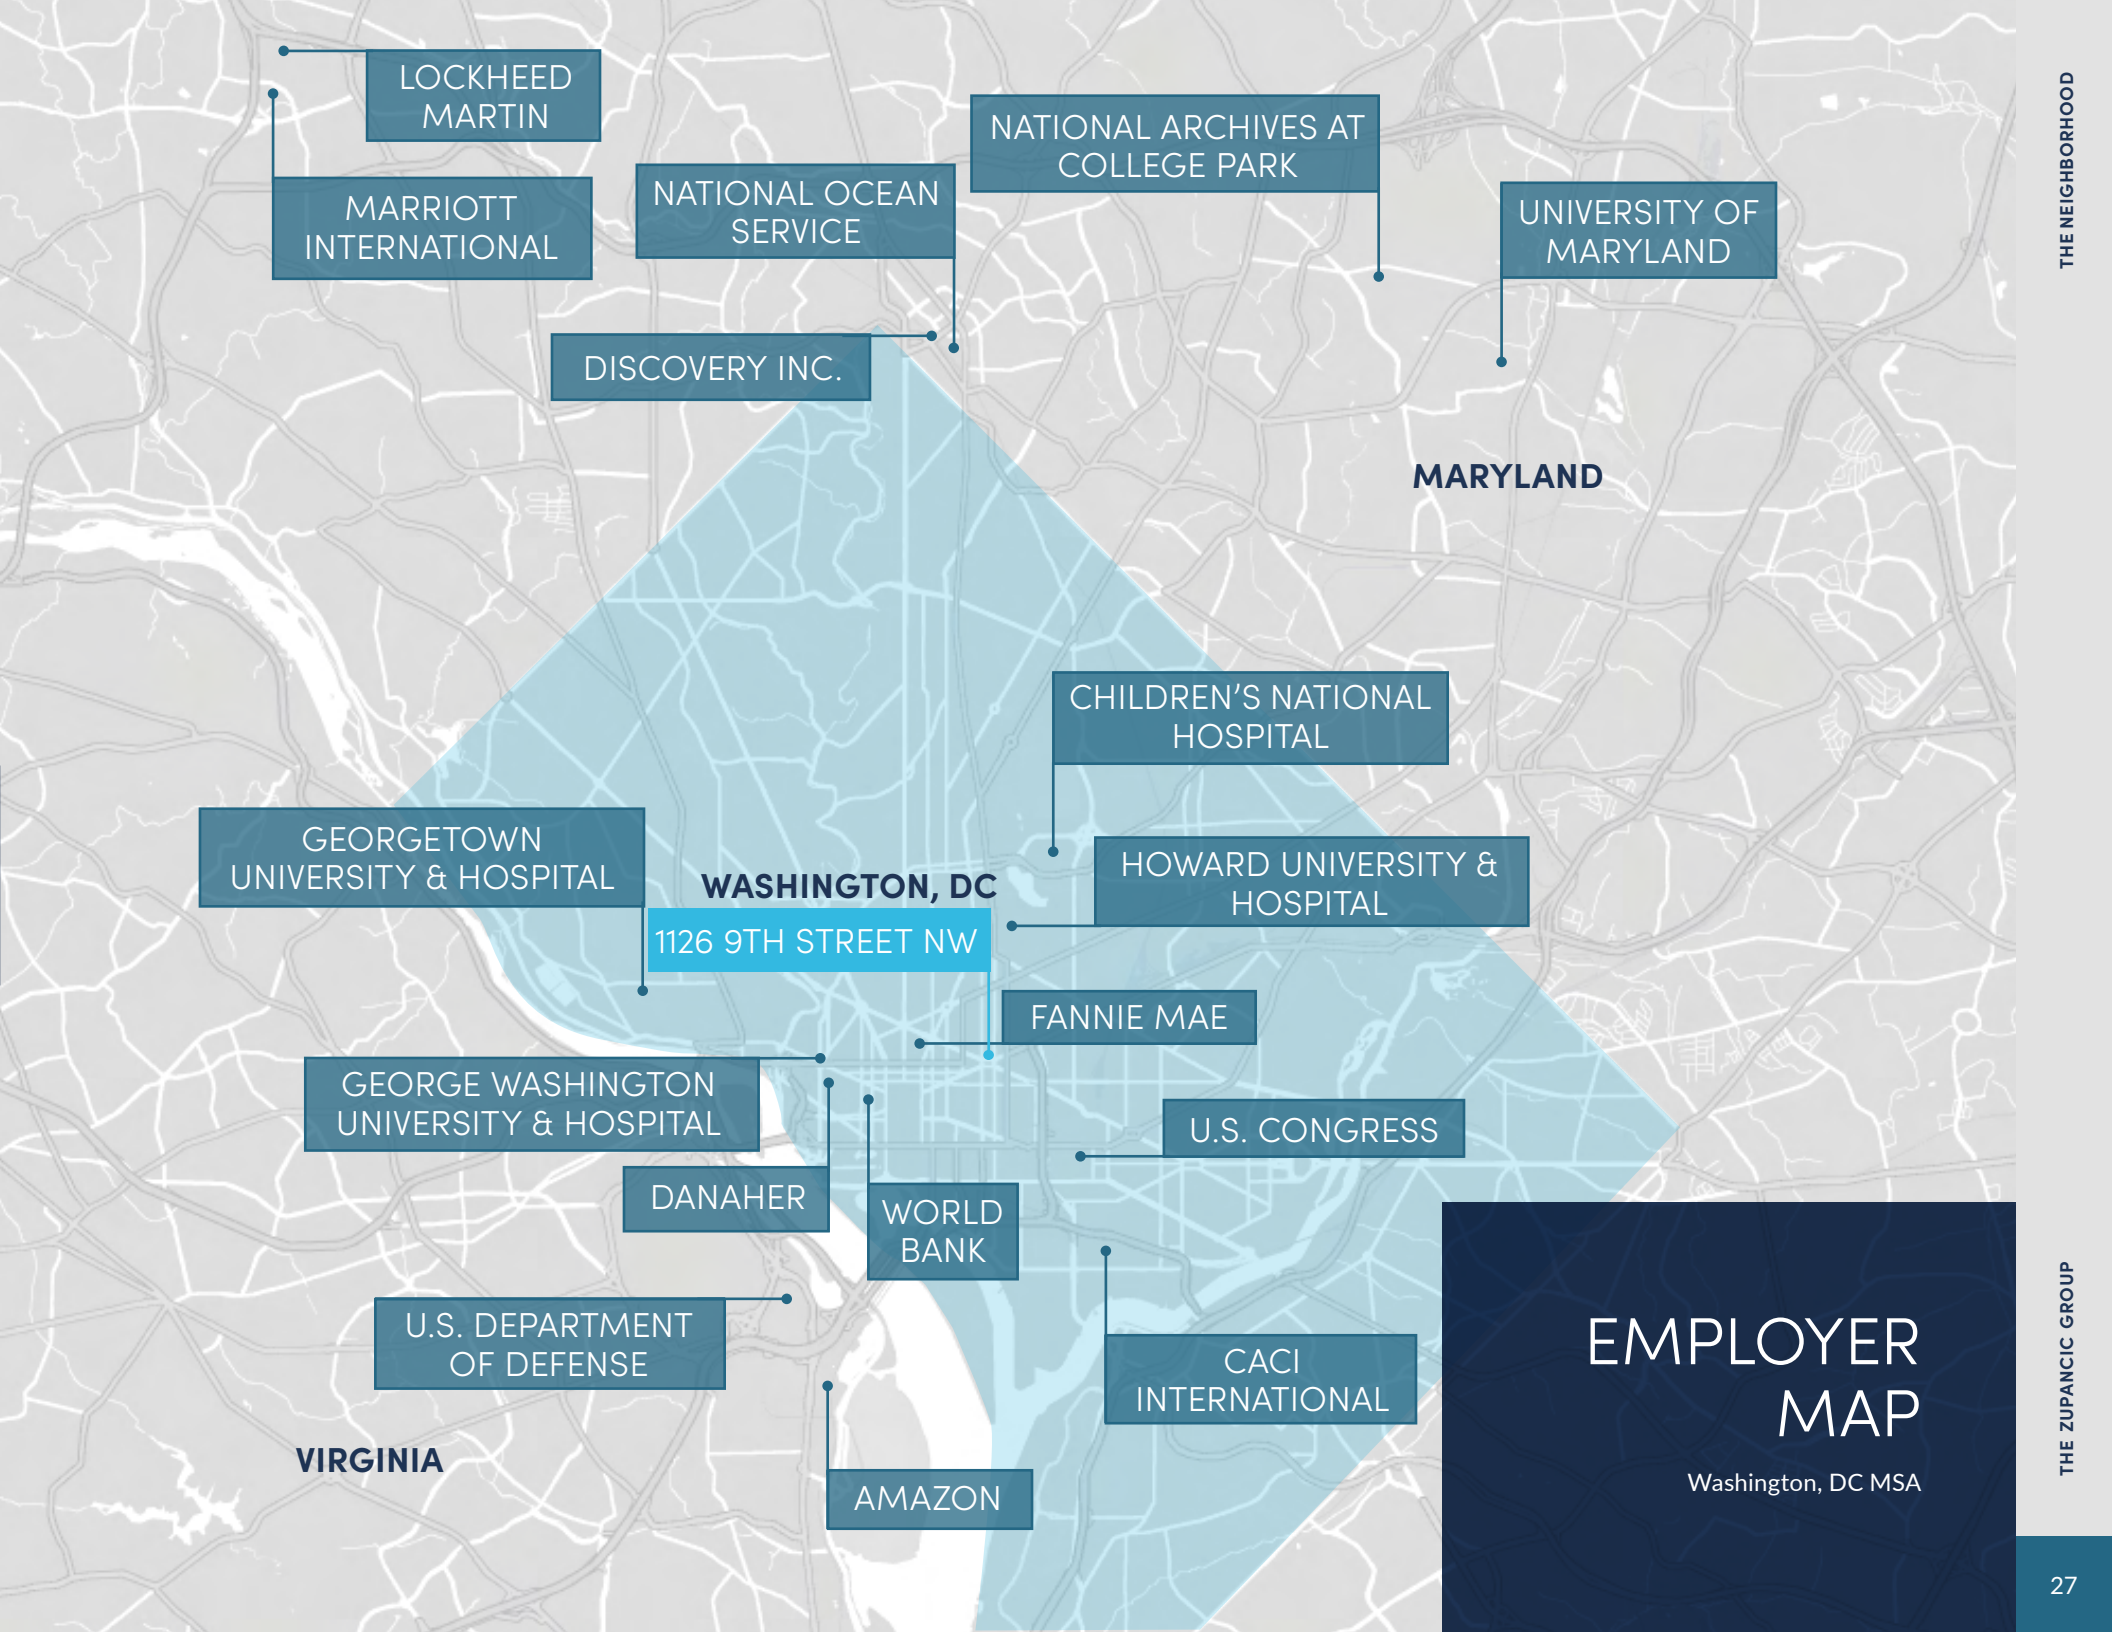 LOCKHEED
MARTIN
MARRIOTT
INTERNATIONAL
NATIONAL OCEAN
SERVICE
NATIONAL ARCHIVES AT
COLLEGE PARK
UNIVERSITY OF
MARYLAND
DISCOVERY INC.
MARYLAND
CHILDREN’S NATIONAL
HOSPITAL
GEORGETOWN
UNIVERSITY & HOSPITAL
WASHINGTON, DC
1126 9TH STREET NW
HOWARD UNIVERSITY &
HOSPITAL
FANNIE MAE
GEORGE WASHINGTON
UNIVERSITY & HOSPITAL
U.S. CONGRESS
DANAHER
WORLD
BANK
U.S. DEPARTMENT
OF DEFENSE
CACI
INTERNATIONAL
VIRGINIA
AMAZON
EMPLOYER
MAP
Washington, DC MSA
THE NEIGHBORHOOD
THE ZUPANCIC GROUP
27